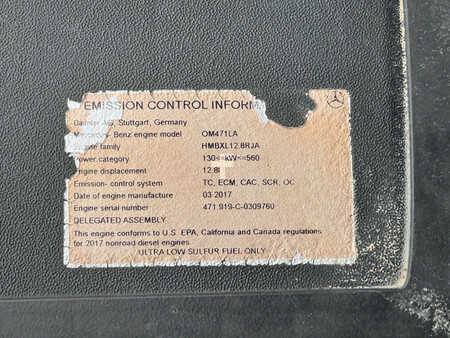 EMISSION CONTROL INFORM
Daimler AG, Stuttgart, Germany
Mercedes- Benz engine model OM471LA
family HMBXL12.8RJA
ower category 130<=kW<=560
ngine displacement 12.8l
Emission- control system TC, ECM, CAC, SCR, OC
Date of engine manufacture 03 2017
Engine serial number 471.919-C-0309760
DELEGATED ASSEMBLY
This engine conforms to U.S. EPA, California and Canada regulations
for 2017 nonroad diesel engines.
ULTRA LOW SULFUR FUEL ONLY